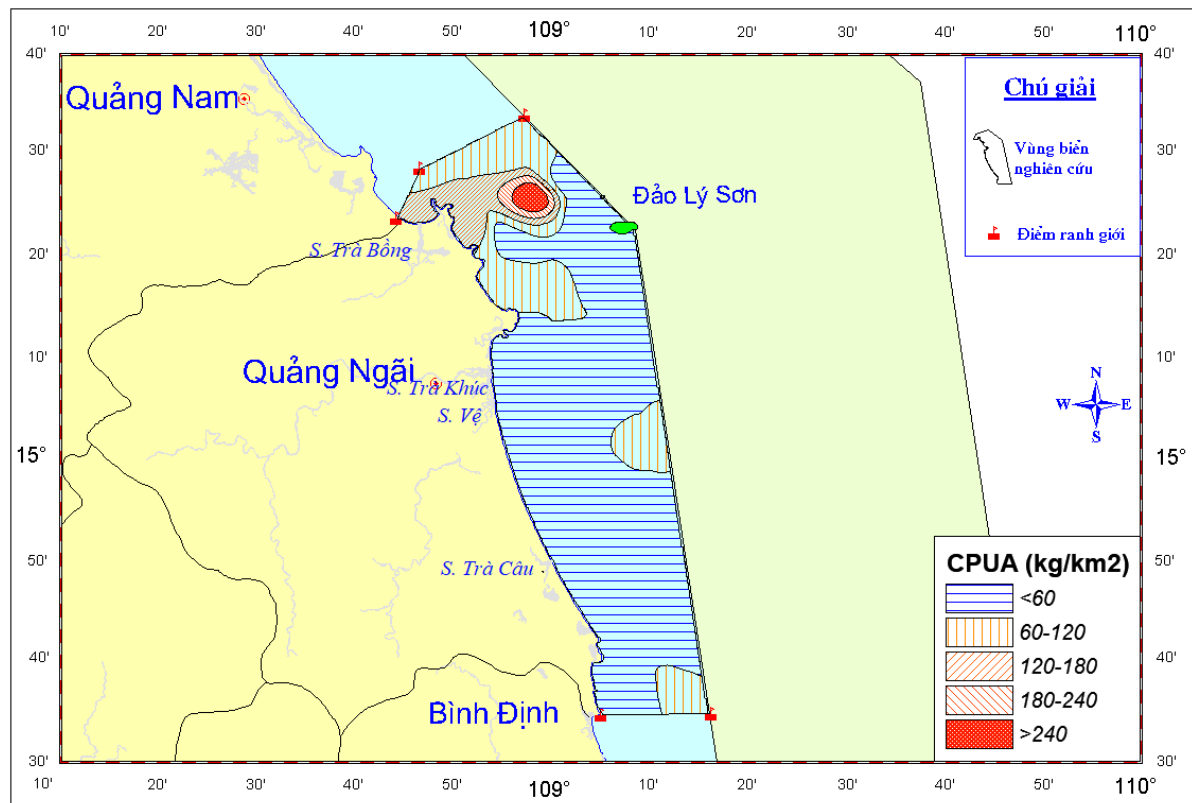 10' 20' 30' 40' 50' 109° 10' 20' 30' 40' 50' 110°
40' 40'
Chú giải
Quảng Nam
30' 30'
Vùng biển
nghiên cứu
Đảo Lý Sơn
Điểm ranh giới
20' 20'
S. Trà Bồng
10' 10'
Quảng Ngãi
S. Trà Khúc
N
W E
S
S. Vệ
15° 15°
50' 50'
S. Trà Câu
CPUA (kg/km2)
<60
60-120
120-180
180-240
>240
40' 40'
Bình Định
30' 30'
10' 20' 30' 40' 50' 109° 10' 20' 30' 40' 50' 110°